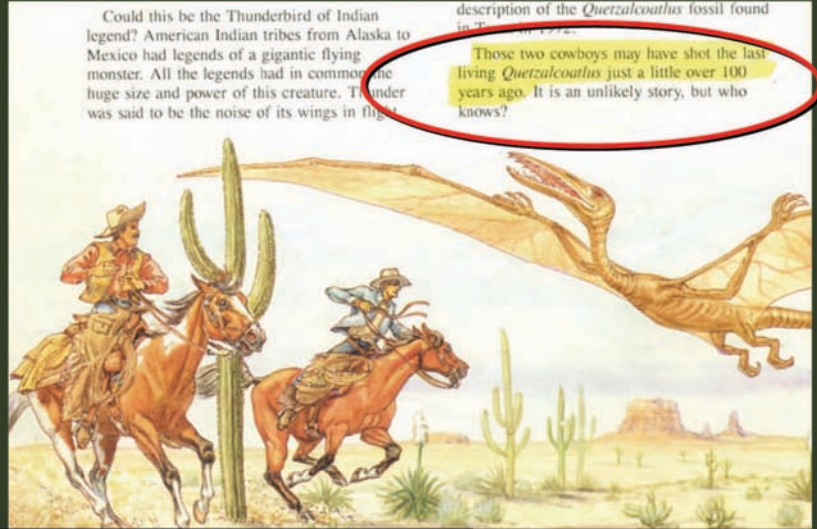 Could this be the Thunderbird of Indian
legend? American Indian tribes from Alaska to
Mexico had legends of a gigantic flying
monster. All the legends had in common the
huge size and power of this creature. Thunder
was said to be the noise of its wings in flight
description of the Quetzalcoatlus fossil found
in
Those two cowboys may have shot the last
living Quetzalcoatlus just a little over 100
years ago. It is an unlikely story, but who
knows?